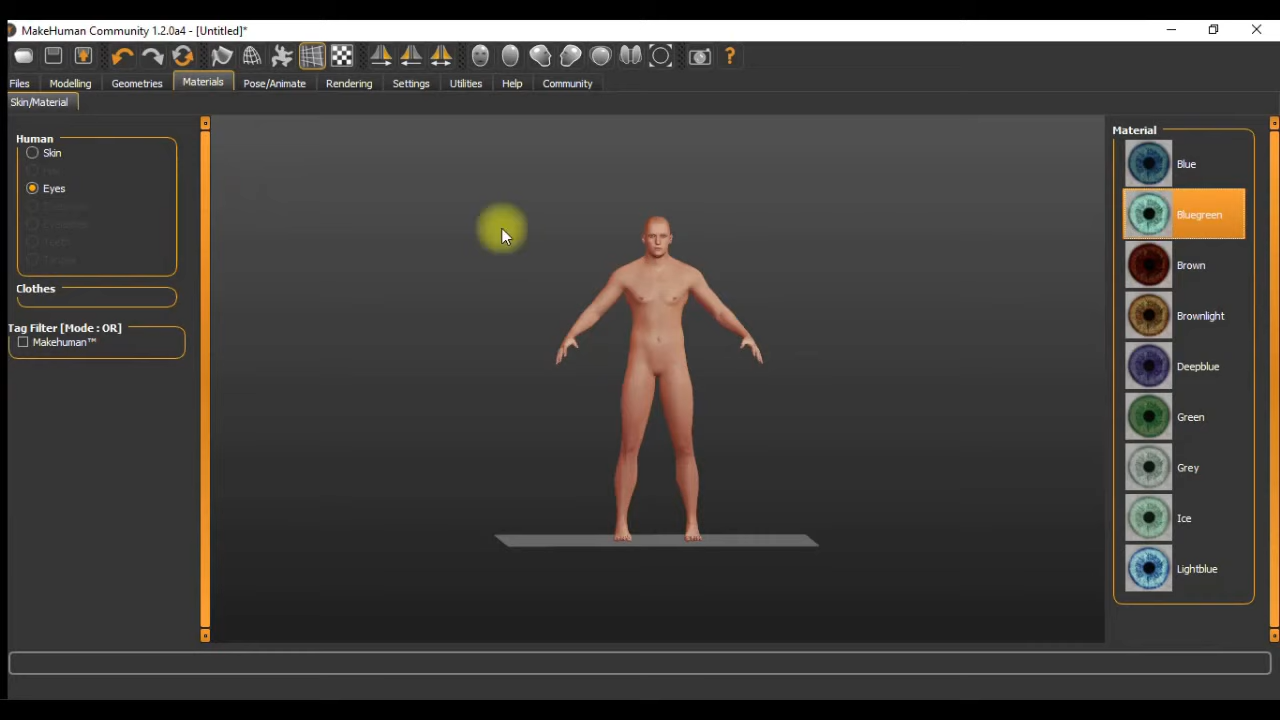 MakeHuman Community 1.2.0a4 - [Untitled]*
Files Modelling Geometries Materials Pose/Animate Rendering Settings Utilities Help Community
Skin/Material
Human
Skin
Eyes
Clothes
Tag Filter [Mode : OR]
Makehuman™
Material
Blue
Bluegreen
Brown
Brownlight
Deepblue
Green
Grey
Ice
Lightblue